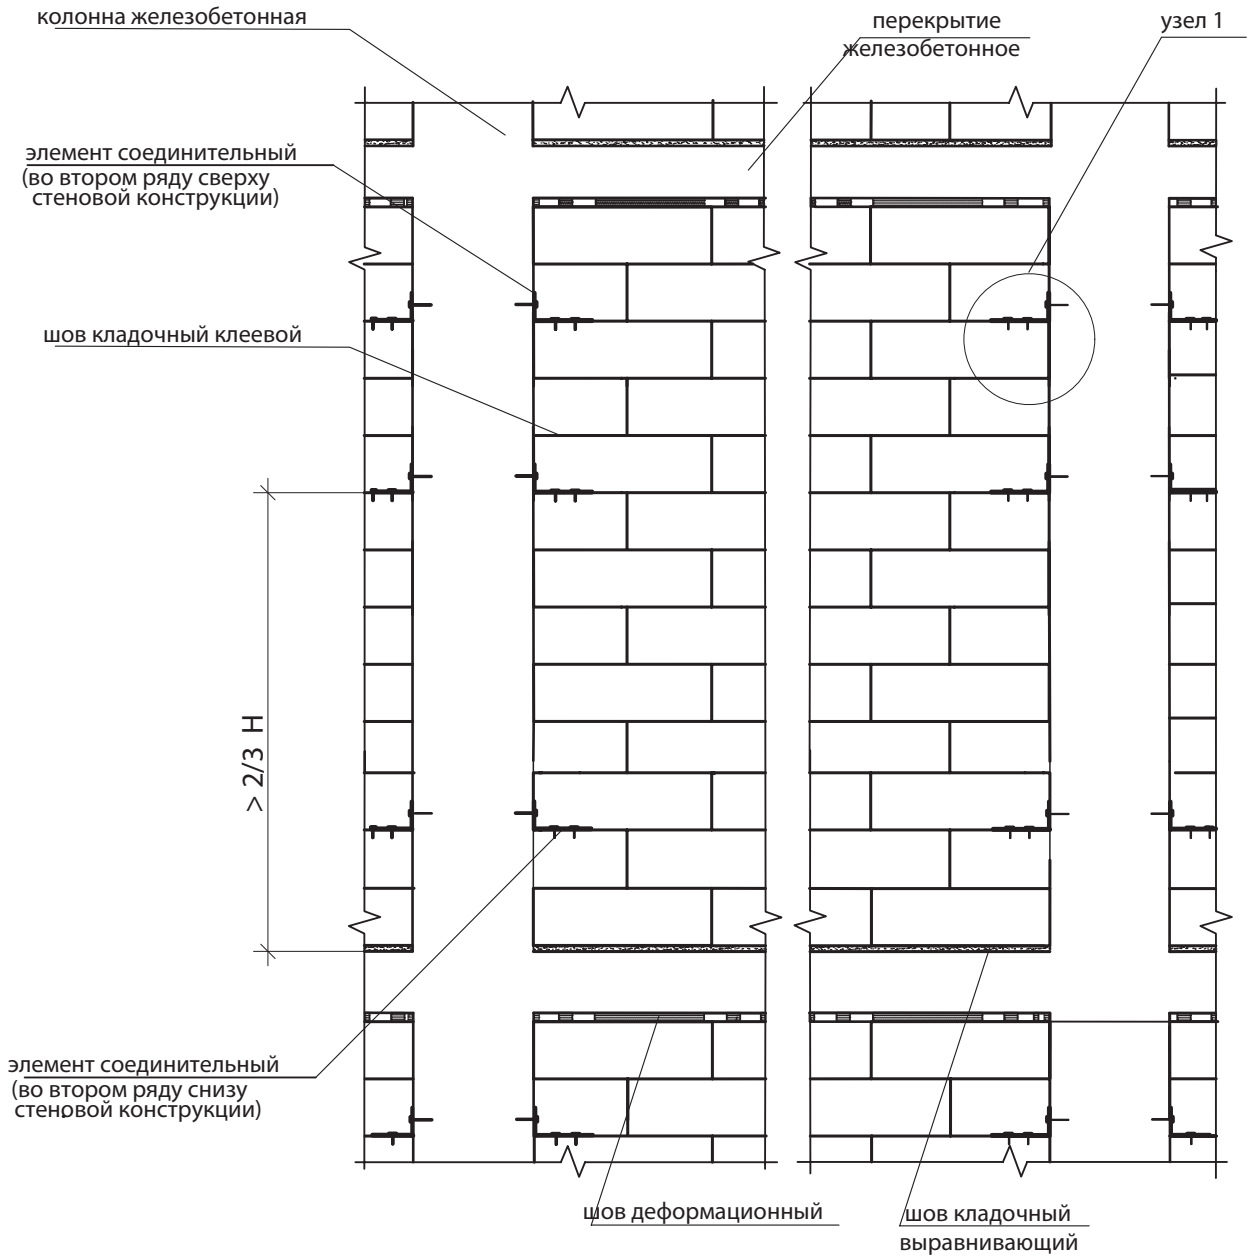 колонна железобетонная
перекрытие
железобетонное
узел 1
элемент соединительный
(во втором ряду сверху
стеновой конструкции)
шов кладочный клеевой
> 2/3 Н
элемент соединительный
(во втором ряду снизу
стеновой конструкции)
шов деформационный
шов кладочный
выравнивающий